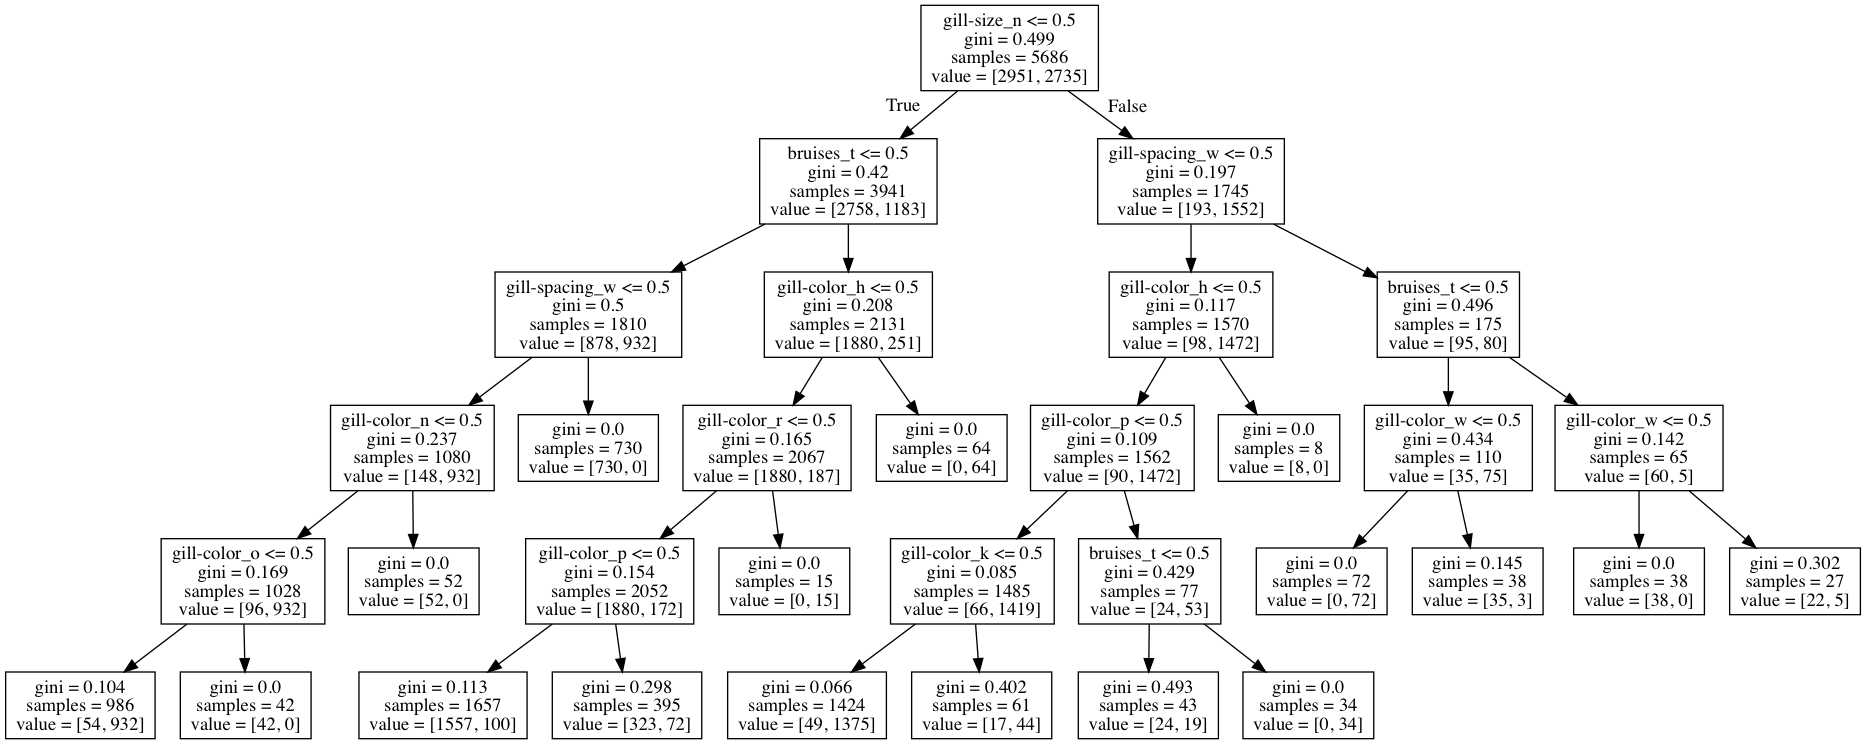 gill-size_n <= 0.5
gini = 0.499
samples = 5686
value = [2951, 2735]
True
False
bruises_t <= 0.5
gini = 0.42
samples = 3941
value = [2758, 1183]
gill-spacing_w <= 0.5
gini = 0.197
samples = 1745
value = [193, 1552]
gill-spacing_w <= 0.5
gini = 0.5
samples = 1810
value = [878, 932]
gill-color_h <= 0.5
gini = 0.208
samples = 2131
value = [1880, 251]
gill-color_h <= 0.5
gini = 0.117
samples = 1570
value = [98, 1472]
bruises_t <= 0.5
gini = 0.496
samples = 175
value = [95, 80]
gill-color_n <= 0.5
gini = 0.237
samples = 1080
value = [148, 932]
gini = 0.0
samples = 730
value = [730, 0]
gill-color_r <= 0.5
gini = 0.165
samples = 2067
value = [1880, 187]
gini = 0.0
samples = 64
value = [0, 64]
gill-color_p <= 0.5
gini = 0.109
samples = 1562
value = [90, 1472]
gini = 0.0
samples = 8
value = [8, 0]
gill-color_w <= 0.5
gini = 0.434
samples = 110
value = [35, 75]
gill-color_w <= 0.5
gini = 0.142
samples = 65
value = [60, 5]
gill-color_o <= 0.5
gini = 0.169
samples = 1028
value = [96, 932]
gini = 0.0
samples = 52
value = [52, 0]
gill-color_p <= 0.5
gini = 0.154
samples = 2052
value = [1880, 172]
gini = 0.0
samples = 15
value = [0, 15]
gill-color_k <= 0.5
gini = 0.085
samples = 1485
value = [66, 1419]
bruises_t <= 0.5
gini = 0.429
samples = 77
value = [24, 53]
gini = 0.0
samples = 72
value = [0, 72]
gini = 0.145
samples = 38
value = [35, 3]
gini = 0.0
samples = 38
value = [38, 0]
gini = 0.302
samples = 27
value = [22, 5]
gini = 0.104
samples = 986
value = [54, 932]
gini = 0.0
samples = 42
value = [42, 0]
gini = 0.113
samples = 1657
value = [1557, 100]
gini = 0.298
samples = 395
value = [323, 72]
gini = 0.066
samples = 1424
value = [49, 1375]
gini = 0.402
samples = 61
value = [17, 44]
gini = 0.493
samples = 43
value = [24, 19]
gini = 0.0
samples = 34
value = [0, 34]